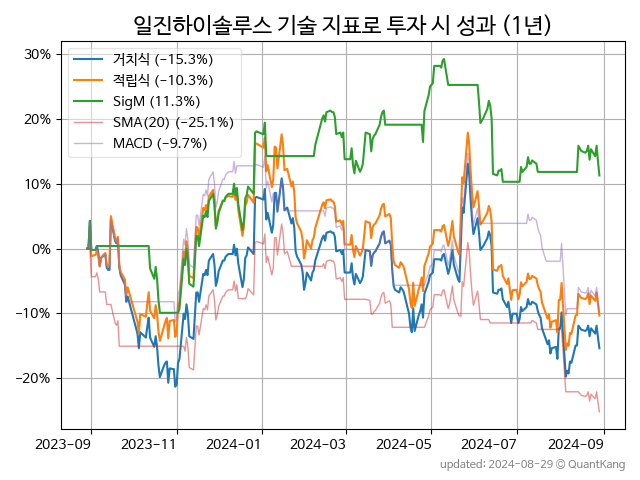 일진하이솔루스 기술 지표로 투자 시 성과 (1년)
거치식 (−15.3%)
적립식 (−10.3%)
SigM (11.3%)
SMA(20) (−25.1%)
MACD (−9.7%)
30%
20%
10%
0%
−10%
−20%
2023-09 2023-11 2024-01 2024-03 2024-05 2024-07 2024-09
updated: 2024-08-29 © QuantKang